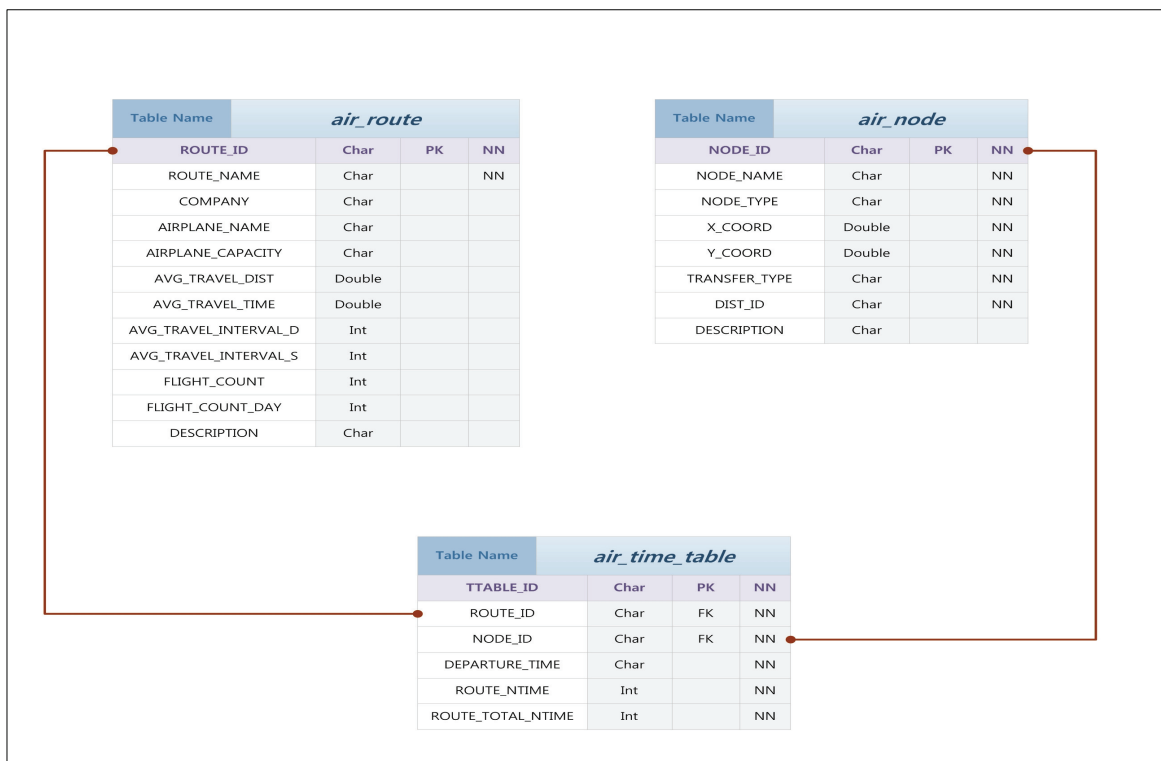 Table Name air_route
ROUTE_ID Char PK NN
ROUTE_NAME Char NN
COMPANY Char
AIRPLANE_NAME Char
AIRPLANE_CAPACITY Char
AVG_TRAVEL_DIST Double
AVG_TRAVEL_TIME Double
AVG_TRAVEL_INTERVAL_D Int
AVG_TRAVEL_INTERVAL_S Int
FLIGHT_COUNT Int
FLIGHT_COUNT_DAY Int
DESCRIPTION Char
Table Name air_node
NODE_ID Char PK NN
NODE_NAME Char NN
NODE_TYPE Char NN
X_COORD Double NN
Y_COORD Double NN
TRANSFER_TYPE Char NN
DIST_ID Char NN
DESCRIPTION Char
Table Name air_time_table
TTABLE_ID Char PK NN
ROUTE_ID Char FK NN
NODE_ID Char FK NN
DEPARTURE_TIME Char NN
ROUTE_NTIME Int NN
ROUTE_TOTAL_NTIME Int NN